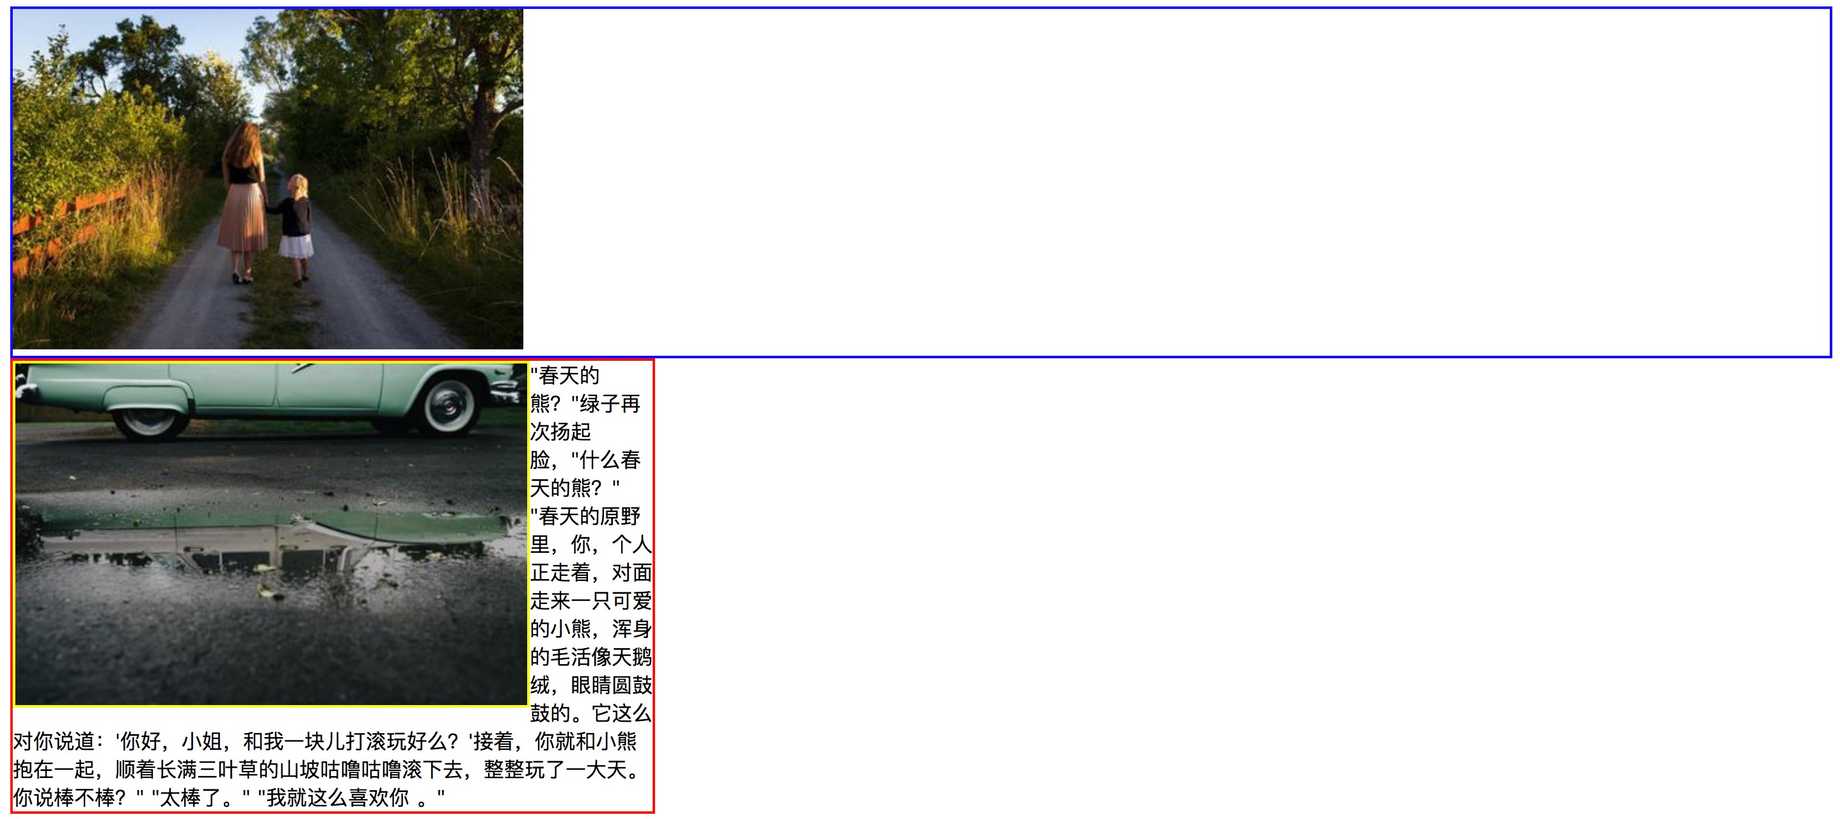 "春天的
熊？"绿子再
次扬起
脸，"什么春
天的熊？"
"春天的原野
里，你，个人
正走着，对面
走来一只可爱
的小熊，浑身
的毛活像天鹅
绒，眼睛圆鼓
鼓的。它这么
对你说道：'你好，小姐，和我一块儿打滚玩好么？'接着，你就和小熊
抱在一起，顺着长满三叶草的山坡咕噜咕噜滚下去，整整玩了一大天。
你说棒不棒？" "太棒了。" "我就这么喜欢你 。"